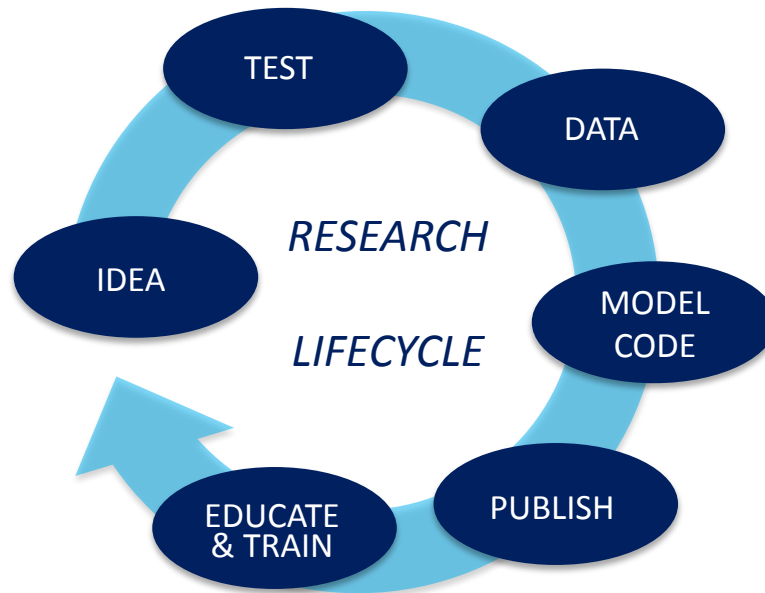 TEST
DATA
RESEARCH
IDEA
MODEL
CODE
LIFECYCLE
PUBLISH
EDUCATE
& TRAIN